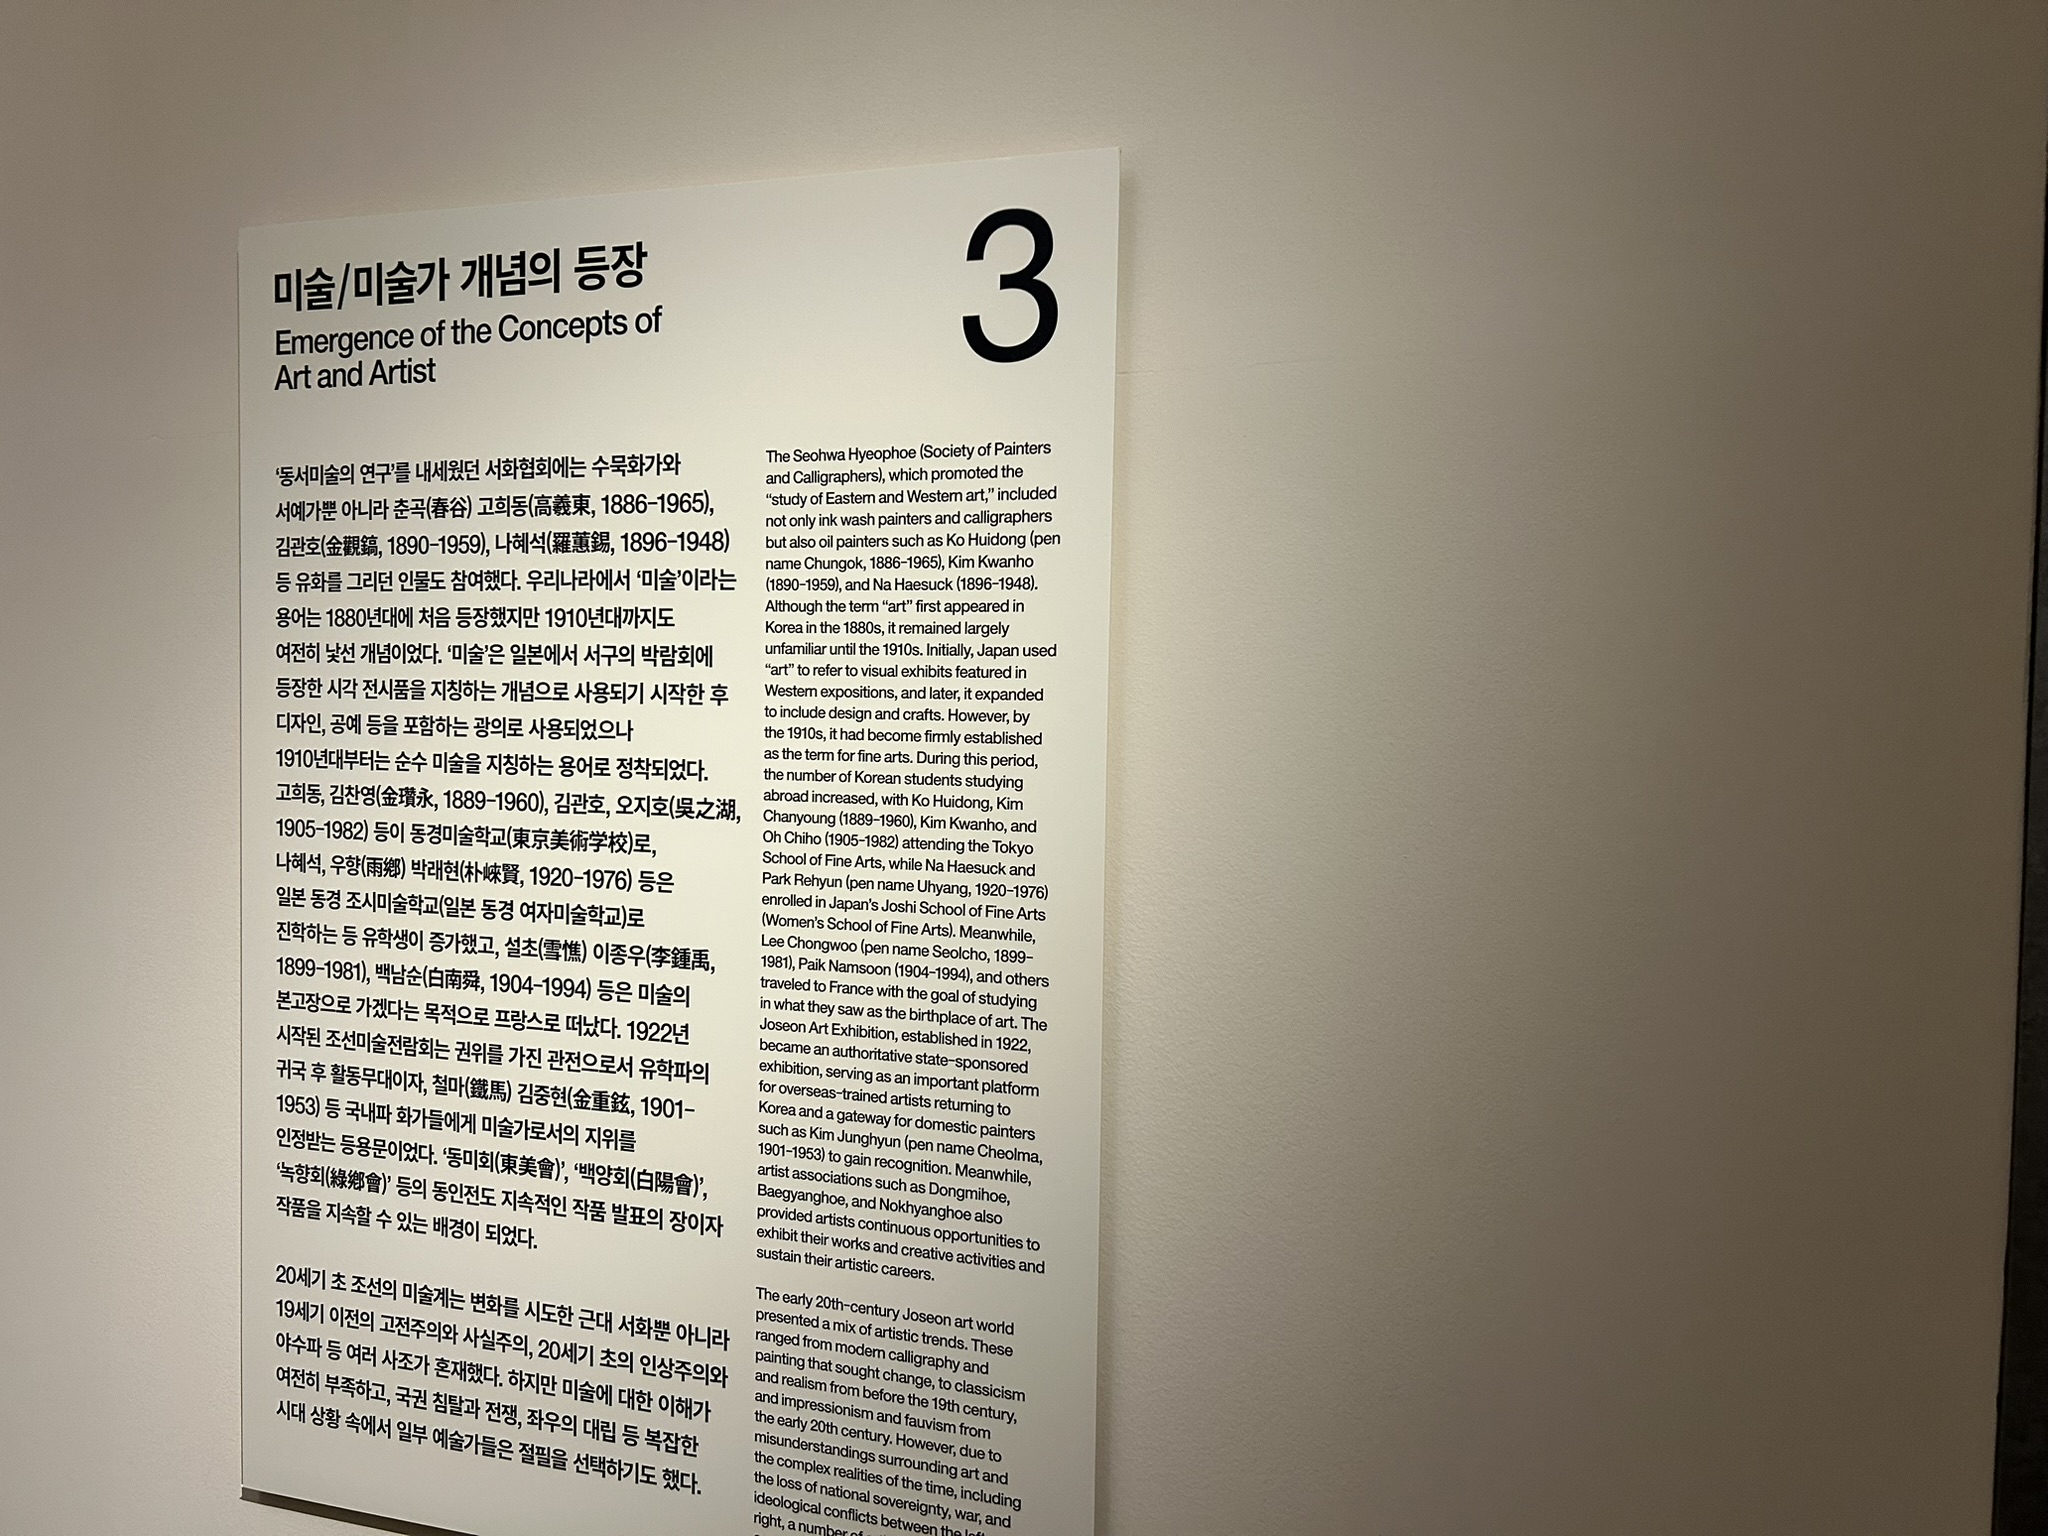 미술/미술가 개념의 등장
Emergence of the Concepts of
Art and Artist
3
‘동서미술의 연구’를 내세웠던 서화협회에는 수묵화가와
서예가뿐 아니라 춘곡(春谷) 고희동(高羲東, 1886-1965),
김관호(金觀鎬, 1890-1959), 나혜석(羅蕙錫, 1896-1948)
등 유화를 그리던 인물도 참여했다. 우리나라에서 ‘미술’이라는
용어는 1880년대에 처음 등장했지만 1910년대까지도
여전히 낯선 개념이었다. ‘미술’은 일본에서 서구의 박람회에
등장한 시각 전시품을 지칭하는 개념으로 사용되기 시작한 후
디자인, 공예 등을 포함하는 광의로 사용되었으나
1910년대부터는 순수 미술을 지칭하는 용어로 정착되었다.
고희동, 김찬영(金瓚永, 1889-1960), 김관호, 오지호(吳之湖,
1905-1982) 등이 동경미술학교(東京美術学校)로,
나혜석, 우향(雨鄕) 박래현(朴崍賢, 1920-1976) 등은
일본 동경 조시미술학교(일본 동경 여자미술학교)로
진학하는 등 유학생이 증가했고, 설초(雪憔) 이종우(李鍾禹,
1899-1981), 백남순(白南舜, 1904-1994) 등은 미술의
본고장으로 가겠다는 목적으로 프랑스로 떠났다. 1922년
시작된 조선미술전람회는 권위를 가진 관전으로서 유학파의
귀국 후 활동무대이자, 철마(鐵馬) 김중현(金重鉉, 1901-
1953) 등 국내파 화가들에게 미술가로서의 지위를
인정받는 등용문이었다. ‘동미회(東美會)’, ‘백양회(白陽會)’,
‘녹향회(綠鄕會)’ 등의 동인전도 지속적인 작품 발표의 장이자
작품을 지속할 수 있는 배경이 되었다.
20세기 초 조선의 미술계는 변화를 시도한 근대 서화뿐 아니라
19세기 이전의 고전주의와 사실주의, 20세기 초의 인상주의와
야수파 등 여러 사조가 혼재했다. 하지만 미술에 대한 이해가
여전히 부족하고, 국권 침탈과 전쟁, 좌우의 대립 등 복잡한
시대 상황 속에서 일부 예술가들은 절필을 선택하기도 했다.
The Seohwa Hyeophoe (Society of Painters
and Calligraphers), which promoted the
“study of Eastern and Western art,” included
not only ink wash painters and calligraphers
but also oil painters such as Ko Huidong (pen
name Chungok, 1886-1965), Kim Kwanho
(1890-1959), and Na Haesuck (1896-1948).
Although the term “art” first appeared in
Korea in the 1880s, it remained largely
unfamiliar until the 1910s. Initially, Japan used
“art” to refer to visual exhibits featured in
Western expositions, and later, it expanded
to include design and crafts. However, by
the 1910s, it had become firmly established
as the term for fine arts. During this period,
the number of Korean students studying
abroad increased, with Ko Huidong, Kim
Chanyoung (1889-1960), Kim Kwanho, and
Oh Chiho (1905-1982) attending the Tokyo
School of Fine Arts, while Na Haesuck and
Park Rehyun (pen name Uhyang, 1920-1976)
enrolled in Japan’s Joshi School of Fine Arts
(Women’s School of Fine Arts). Meanwhile,
Lee Chongwoo (pen name Seolcho, 1899-
1981), Paik Namsoon (1904-1994), and others
traveled to France with the goal of studying
in what they saw as the birthplace of art. The
Joseon Art Exhibition, established in 1922,
became an authoritative state-sponsored
exhibition, serving as an important platform
for overseas-trained artists returning to
Korea and a gateway for domestic painters
such as Kim Junghyun (pen name Cheolma,
1901-1953) to gain recognition. Meanwhile,
artist associations such as Dongmihoe,
Baegyanghoe, and Nokhyanghoe also
provided artists continuous opportunities to
exhibit their works and creative activities and
sustain their artistic careers.
The early 20th-century Joseon art world
presented a mix of artistic trends. These
ranged from modern calligraphy and
painting that sought change, to classicism
and realism from before the 19th century,
and impressionism and fauvism from
the early 20th century. However, due to
misunderstandings surrounding art and
the complex realities of the time, including
the loss of national sovereignty, war, and
ideological conflicts between the
right, a number